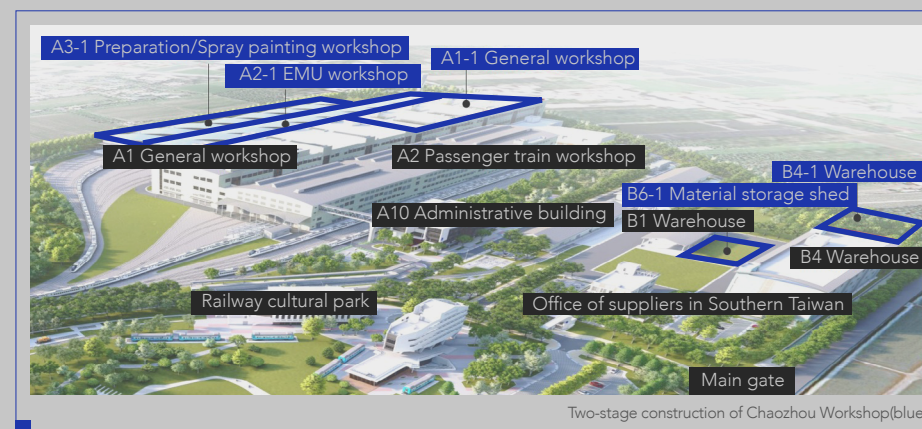 A3-1 Preparation/Spray painting workshop
A2-1 EMU workshop
A1-1 General workshop
A1 General workshop
A2 Passenger train workshop
B4-1 Warehouse
B6-1 Material storage shed
A10 Administrative building
B1 Warehouse
B4 Warehouse
Railway cultural park
Office of suppliers in Southern Taiwan
Main gate
Two-stage construction of Chaozhou Workshop(blue